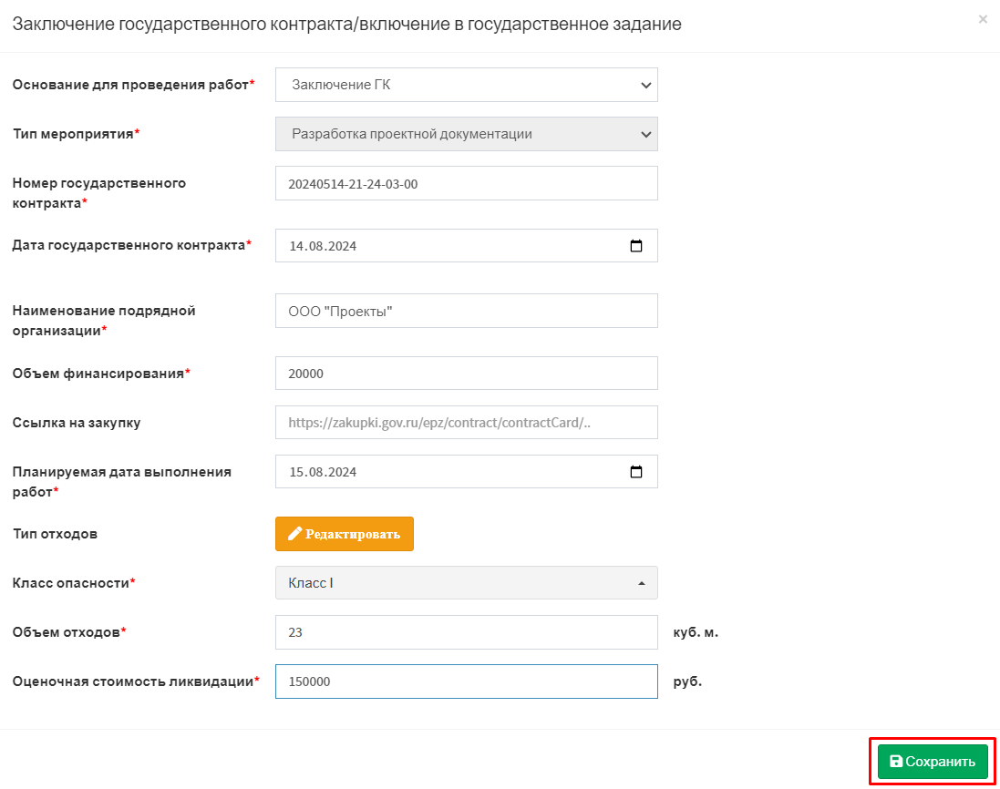 Заключение государственного контракта/включение в государственное задание
×
Основание для проведения работ*
Заключение ГК
Тип мероприятия*
Разработка проектной документации
Номер государственного
контракта*
20240514-21-24-03-00
Дата государственного контракта*
14.08.2024
Наименование подрядной
организации*
ООО "Проекты"
Объем финансирования*
20000
Ссылка на закупку
https://zakupki.gov.ru/epz/contract/contractCard/..
Планируемая дата выполнения
работ*
15.08.2024
Тип отходов
Редактировать
Класс опасности*
Класс I
Объем отходов*
23
куб. м.
Оценочная стоимость ликвидации*
150000
руб.
Сохранить